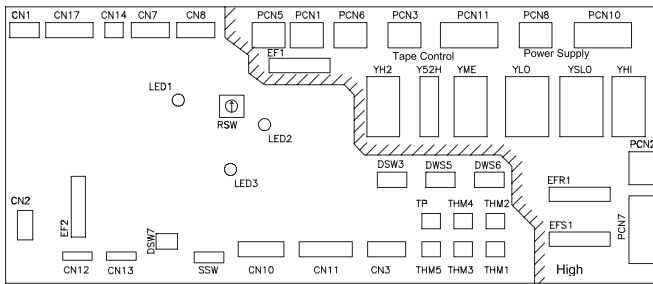 CN1 CN17 CN14 CN7 CN8 PCN5 PCN1 PCN6 PCN3 PCN11 PCN8 PCN10
EF1 Tape Control Power Supply
YH2 Y52H YME YLO YSLO YHI
LED1
RSW
LED2
PCN2
LED3
DSW3 DWS5 DWS6
EFR1
CN2
EF2
TP THM4 THM2
PCN7
EFS1
DSW7
CN12 CN13 SSW CN10 CN11 CN3 THM5 THM3 THM1
High